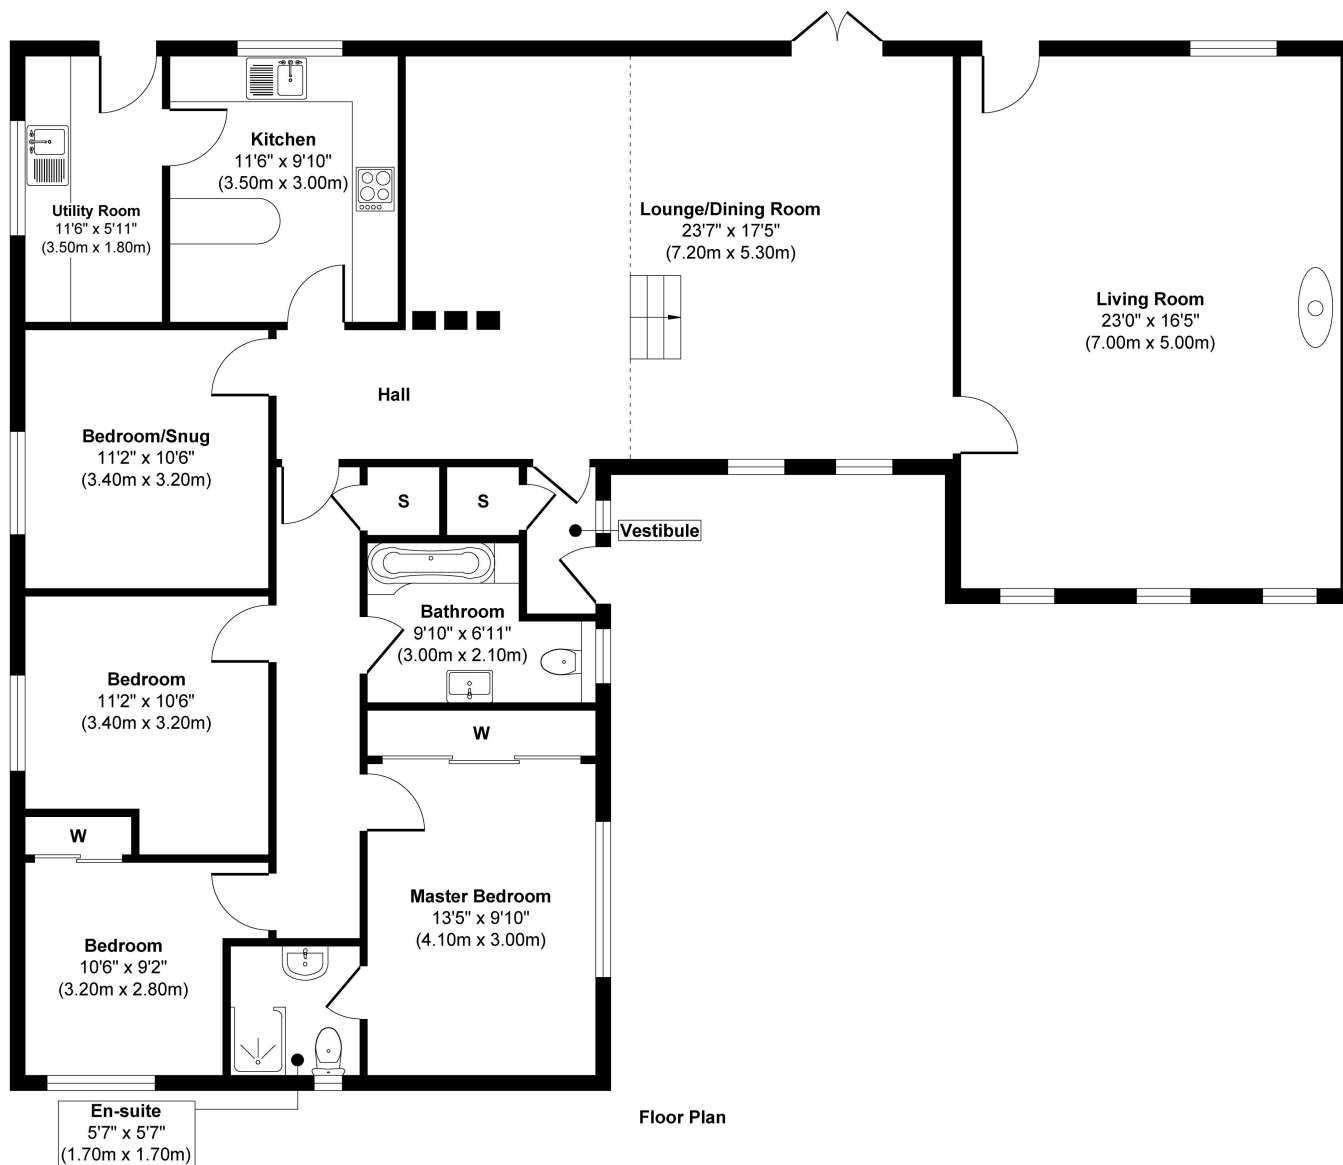 Kitchen
11'6" x 9'10"
(3.50m x 3.00m)
Utility Room
11'6" x 5'11"
(3.50m x 1.80m)
Lounge/Dining Room
23'7" x 17'5"
(7.20m x 5.30m)
Living Room
23'0" x 16'5"
(7.00m x 5.00m)
Hall
Bedroom/Snug
11'2" x 10'6"
(3.40m x 3.20m)
S
S
Vestibule
Bathroom
9'10" x 6'11"
(3.00m x 2.10m)
Bedroom
11'2" x 10'6"
(3.40m x 3.20m)
W
W
Master Bedroom
13'5" x 9'10"
(4.10m x 3.00m)
Bedroom
10'6" x 9'2"
(3.20m x 2.80m)
En-suite
5'7" x 5'7"
(1.70m x 1.70m)
Floor Plan